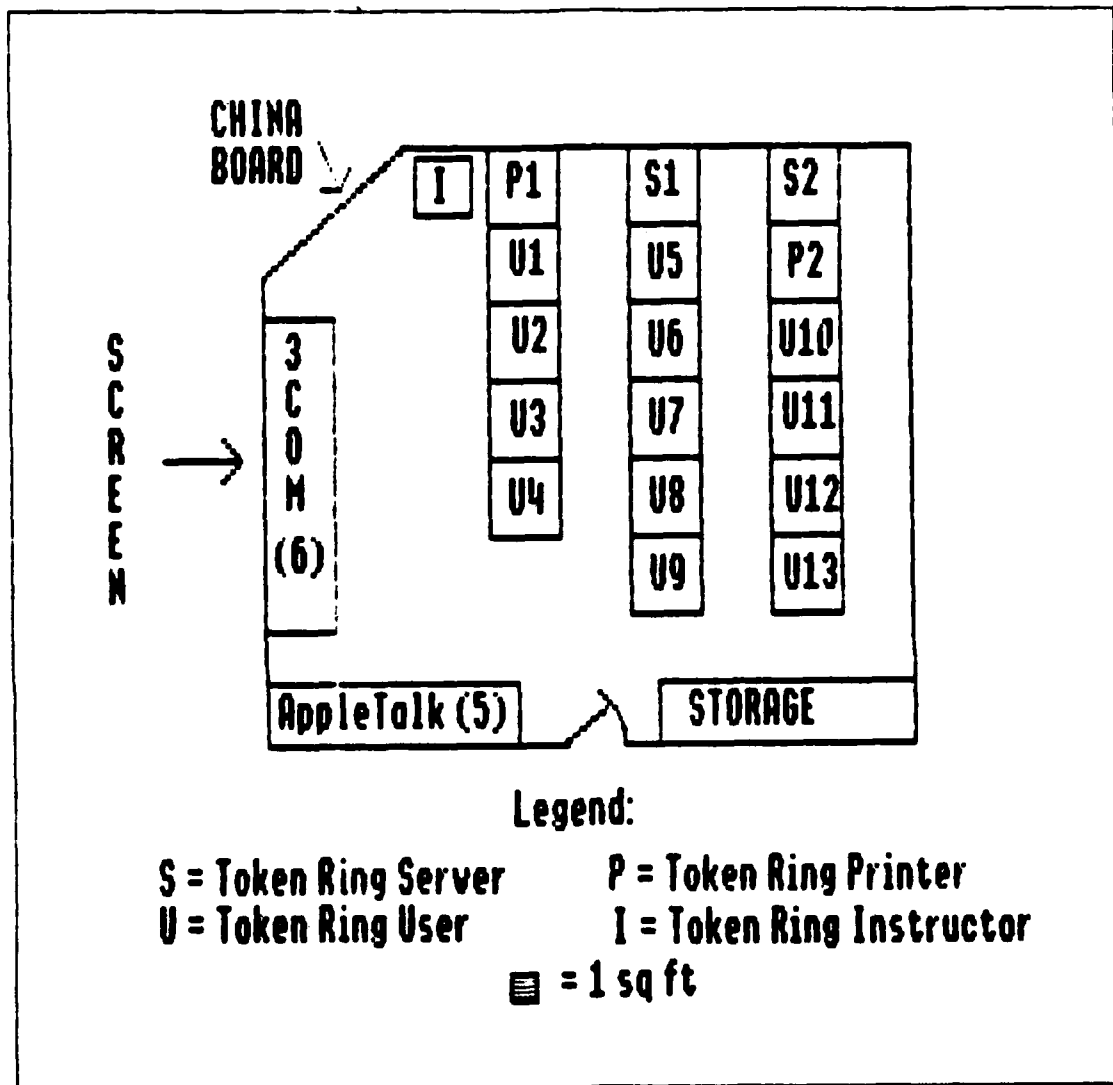 CHINA
BOARD
I
P1
U1
U2
U3
U4
S1
U5
U6
U7
U8
U9
S2
P2
U10
U11
U12
U13
SCREEN
3COM
(6)
AppleTalk (5)
STORAGE
Legend:
S = Token Ring Server
P = Token Ring Printer
U = Token Ring User
I = Token Ring Instructor
= 1 sq ft